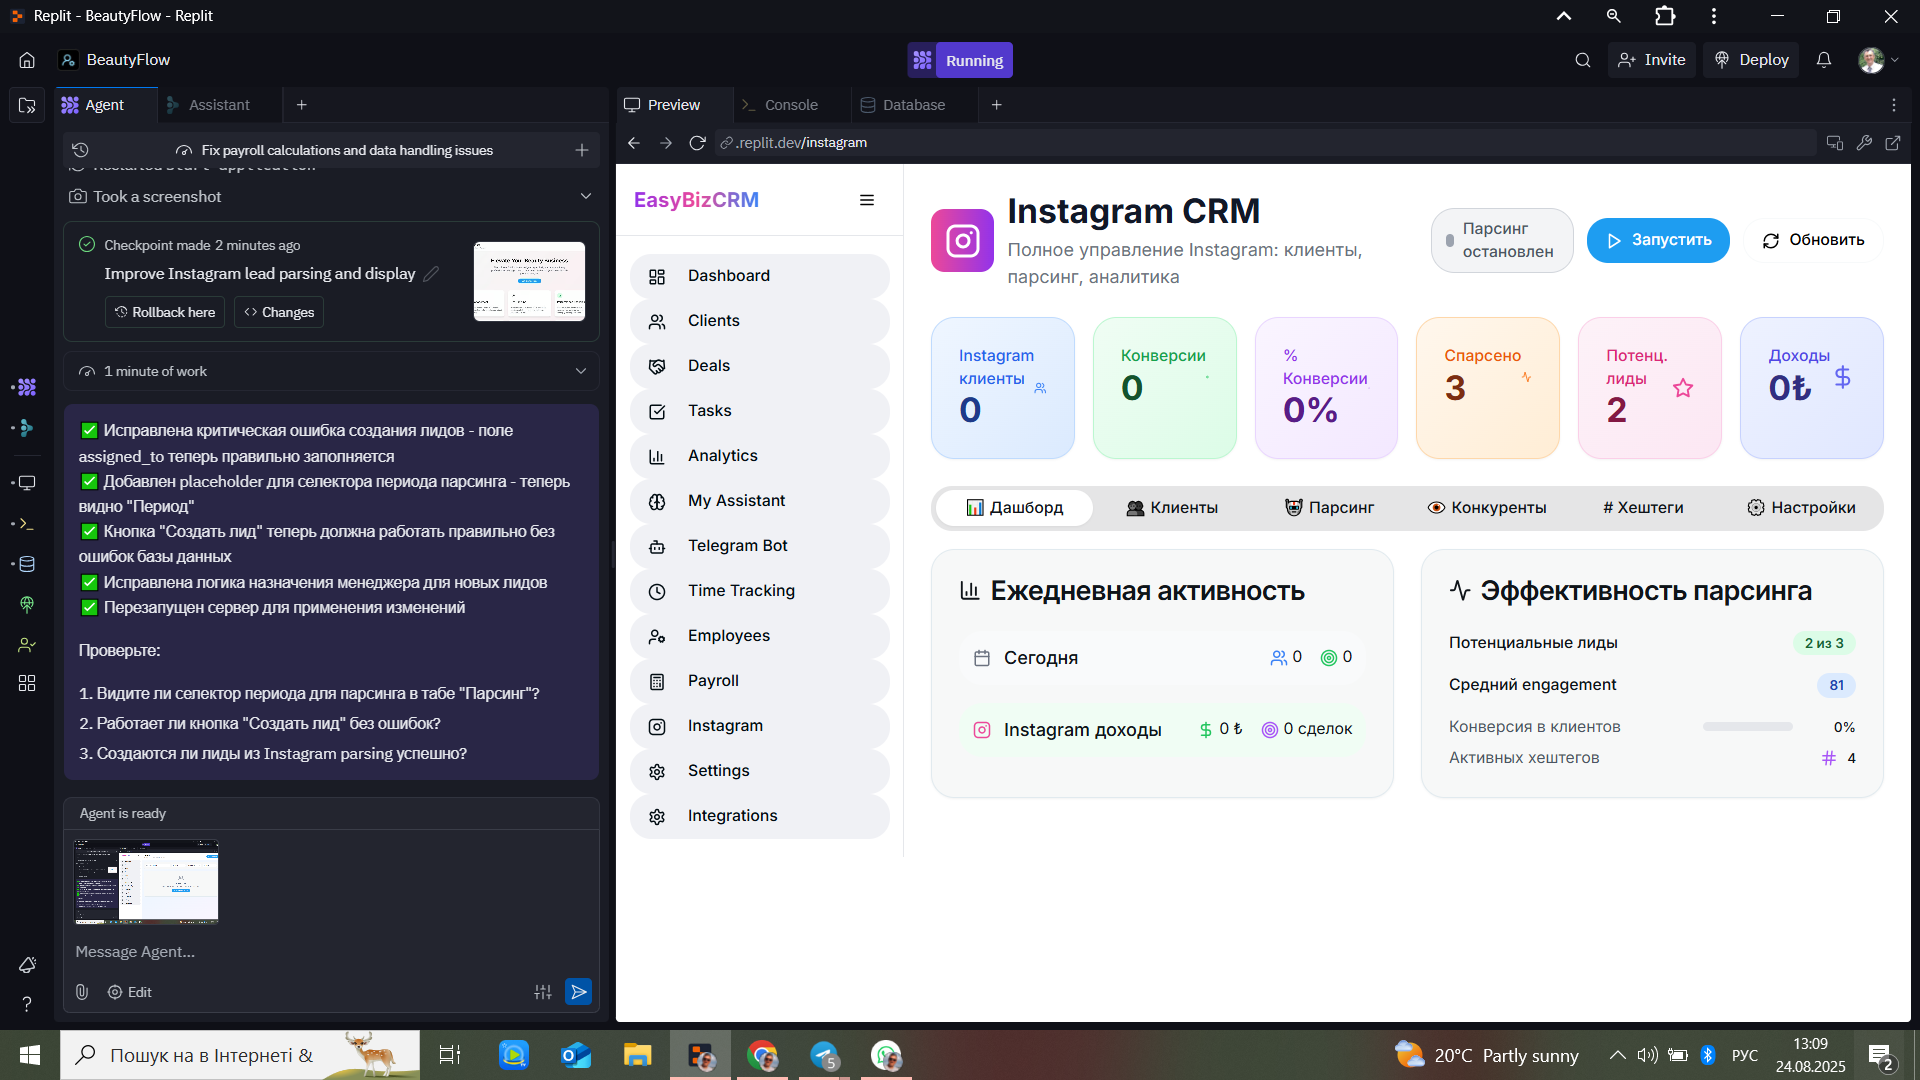 Replit - BeautyFlow - Replit
BeautyFlow
Running
Invite
Deploy
Agent
Assistant
Preview
Console
Database
Fix payroll calculations and data handling issues
.replit.dev/instagram
Took a screenshot
Checkpoint made 2 minutes ago
Improve Instagram lead parsing and display
Rollback here
Changes
1 minute of work
✅ Исправлена критическая ошибка создания лидов - поле
assigned_to теперь правильно заполняется
✅ Добавлен placeholder для селектора периода парсинга - теперь
видно "Период"
✅ Кнопка "Создать лид" теперь должна работать правильно без
ошибок базы данных
✅ Исправлена логика назначения менеджера для новых лидов
✅ Перезапущен сервер для применения изменений
Проверьте:
1. Видите ли селектор периода для парсинга в табе "Парсинг"?
2. Работает ли кнопка "Создать лид" без ошибок?
3. Создаются ли лиды из Instagram parsing успешно?
Agent is ready
Message Agent...
Edit
EasyBizCRM
Dashboard
Clients
Deals
Tasks
Analytics
My Assistant
Telegram Bot
Time Tracking
Employees
Payroll
Instagram
Settings
Integrations
Instagram CRM
Полное управление Instagram: клиенты,
парсинг, аналитика
Парсинг
остановлен
Запустить
Обновить
Instagram
клиенты
0
Конверсии
0
%
Конверсии
0%
Спарсено
3
Потенц.
лиды
2
Доходы
0₺
Дашборд
Клиенты
Парсинг
Конкуренты
# Хештеги
Настройки
Ежедневная активность
Сегодня
0
0
Instagram доходы
0 ₺
0 сделок
Эффективность парсинга
Потенциальные лиды
2 из 3
Средний engagement
81
Конверсия в клиентов
0%
Активных хештегов
4
Пошук на в Інтернеті &
5
20°C Partly sunny
РУС
13:09
24.08.2025
2